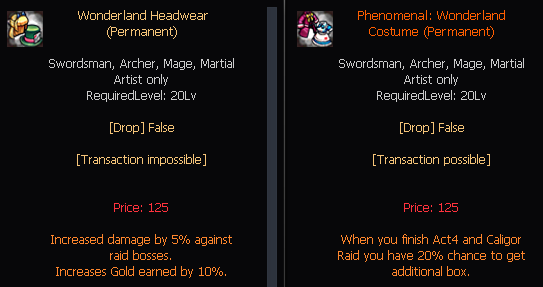 Wonderland Headwear
(Permanent)
Swordsman, Archer, Mage, Martial
Artist only
RequiredLevel: 20Lv
[Drop] False
[Transaction impossible]
Price: 125
Increased damage by 5% against
raid bosses.
Increases Gold earned by 10%.
Phenomenal: Wonderland
Costume (Permanent)
Swordsman, Archer, Mage, Martial
Artist only
RequiredLevel: 20Lv
[Drop] False
[Transaction possible]
Price: 125
When you finish Act4 and Caligor
Raid you have 20% chance to get
additional box.